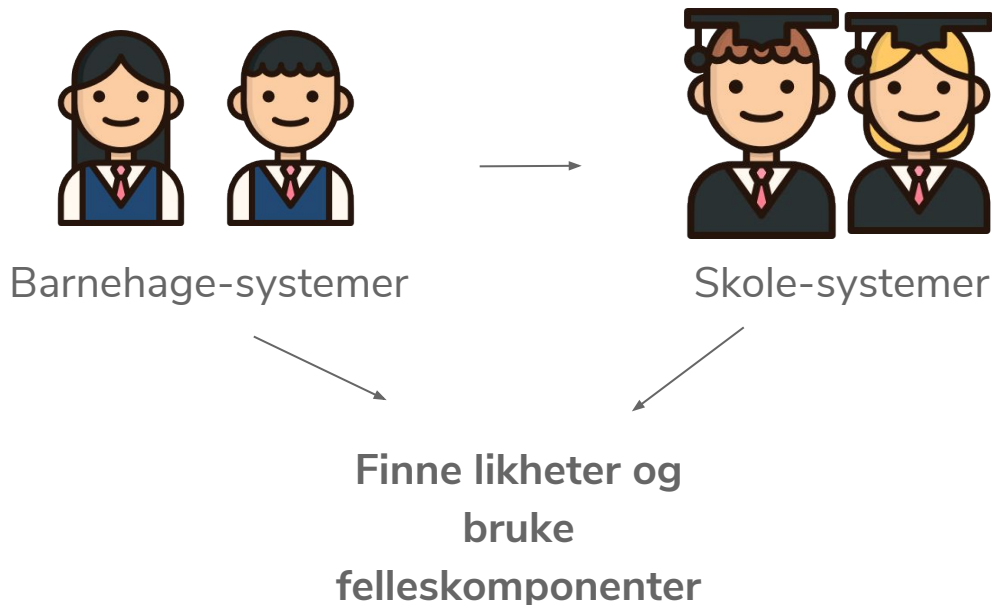 Barnehage-systemer
Skole-systemer
Finne likheter og
bruke
felleskomponenter